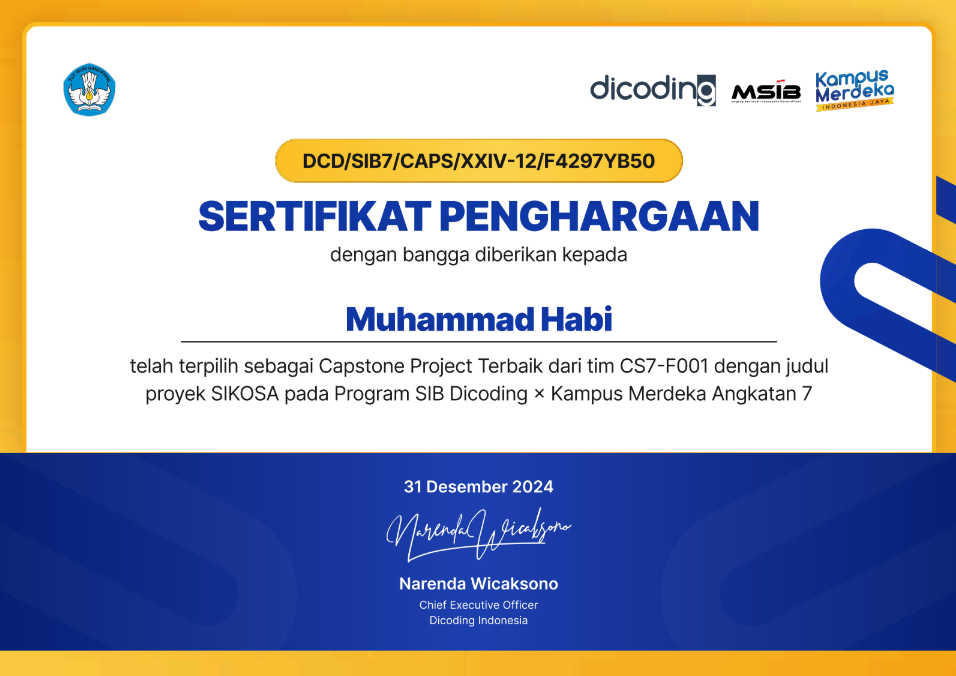 dicoding
MSIB
Kampus
Merdeka
INDONESIA JAYA
DCD/SIB7/CAPS/XXIV-12/F4297YB50
SERTIFIKAT PENGHARGAAN
dengan bangga diberikan kepada
Muhammad Habi
telah terpilih sebagai Capstone Project Terbaik dari tim CS7-F001 dengan judul
proyek SIKOSA pada Program SIB Dicoding × Kampus Merdeka Angkatan 7
31 Desember 2024
Narenda Wicaksono
Narenda Wicaksono
Chief Executive Officer
Dicoding Indonesia